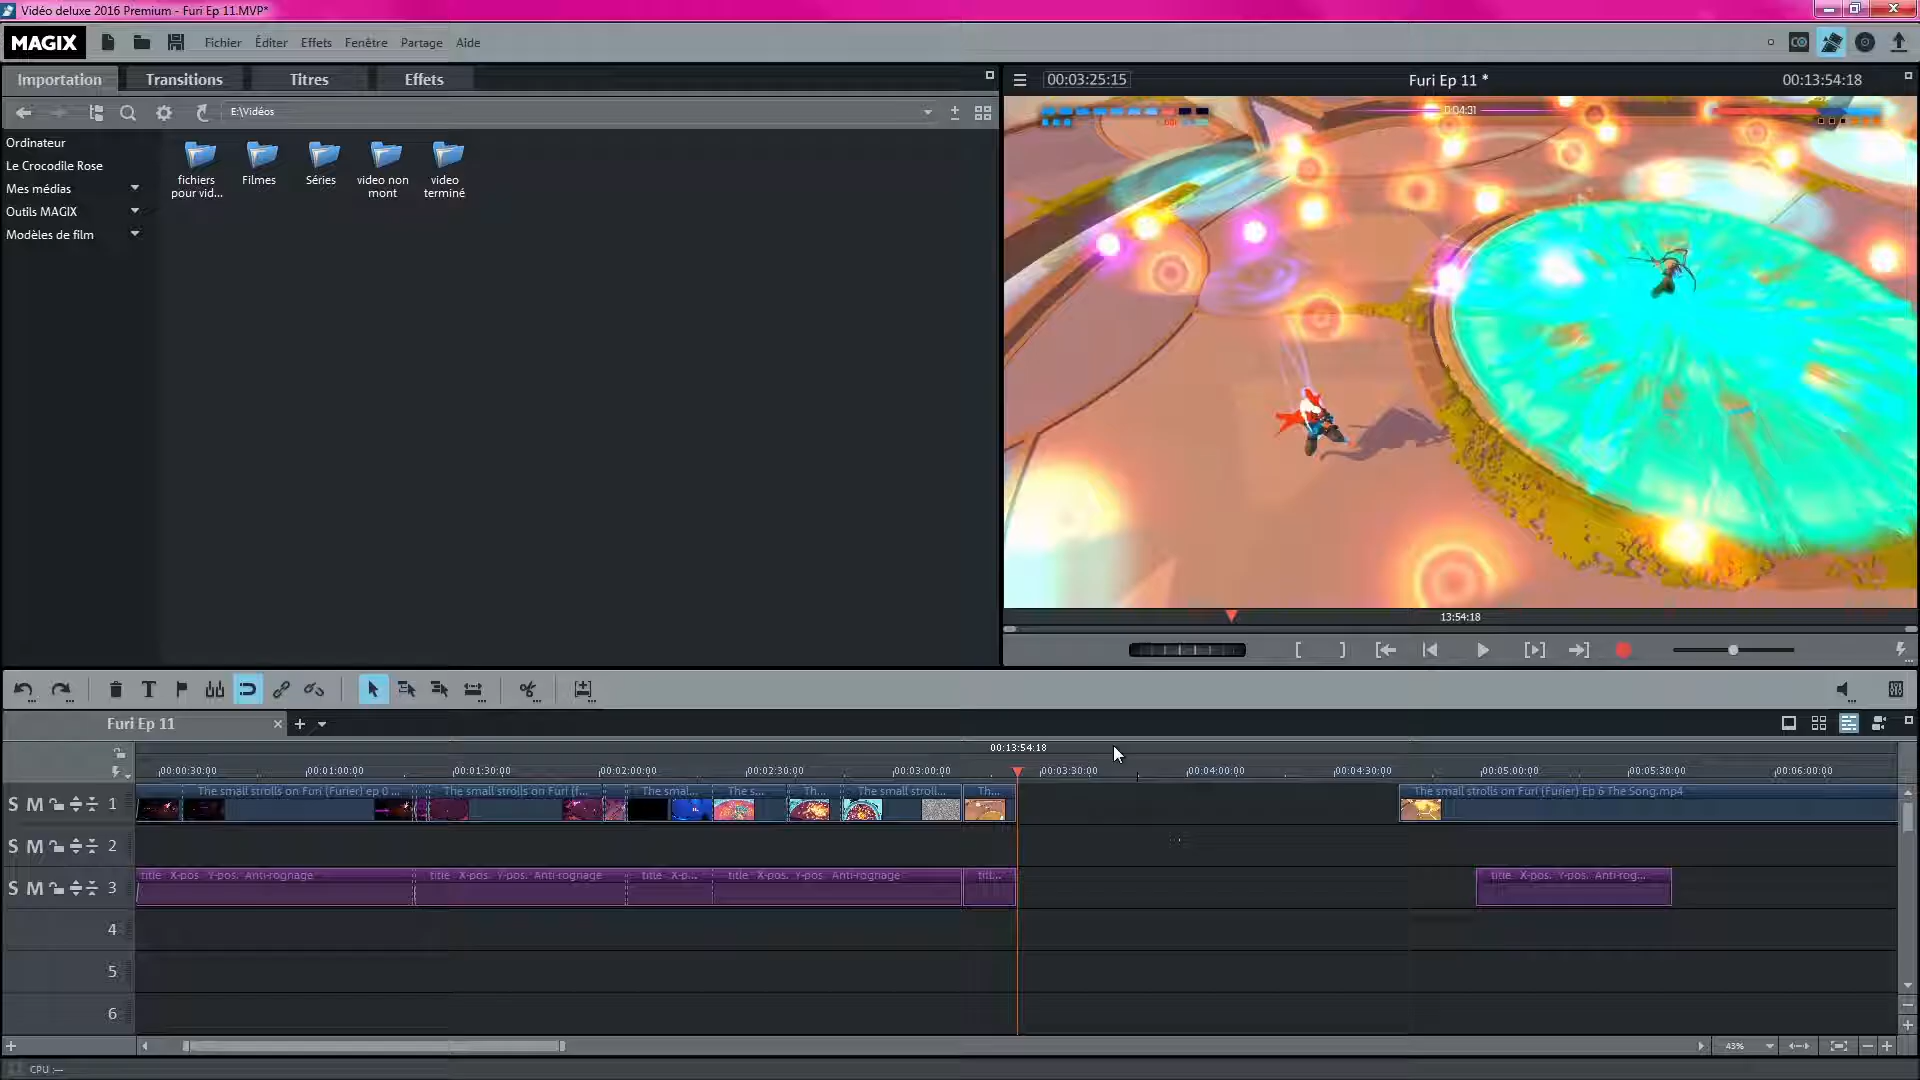 Vidéo deluxe 2016 Premium - Furi Ep 11.MVP*
MAGIX Fichier Éditer Effets Fenêtre Partage Aide
Importation Transitions Titres Effets
00:03:25:15 Furi Ep 11 * 00:13:54:18
E:\Vidéos
0:04:31
Ordinateur
Le Crocodile Rose
Mes médias
Outils MAGIX
Modèles de film
fichiers
pour vid...
Filmes
Séries
video non
mont
video
terminé
13:54:18
Furi Ep 11
00:13:54:18
00:00:30:00 00:01:00:00 00:01:30:00 00:02:00:00 00:02:30:00 00:03:00:00 00:03:30:00 00:04:00:00 00:04:30:00 00:05:00:00 00:05:30:00 00:06:00:00
S M 1
The small strolls on Furi (Furier) ep 0 ... The small strolls on Furi (f... The smal... The s... Th... The small stroll... Th... The small strolls on Furi (Furier) Ep 6 The Song.mp4
S M 2
S M 3
title X-pos. Y-pos. Anti-rognage title X-pos. Y-pos. Anti-rognage title X-p... title X-pos. Y-pos. Anti-rognage titl... title X-pos. Y-pos. Anti-rog...
4
5
6
43%
CPU :—